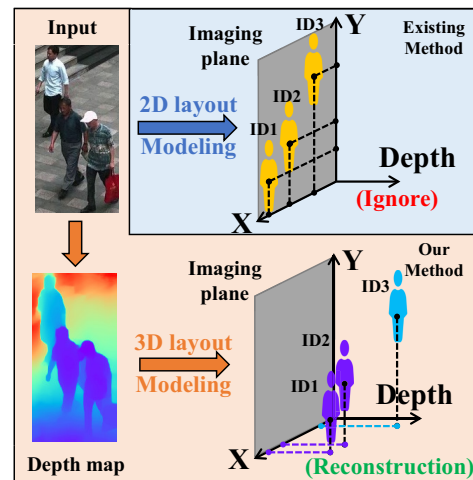 Input
Imaging
plane
Y
ID3
Existing
Method
2D layout
Modeling
ID2
ID1
Depth
(Ignore)
X
Imaging
plane
Y
Our
Method
ID3
3D layout
Modeling
ID2
ID1
Depth
X
(Reconstruction)
Depth map